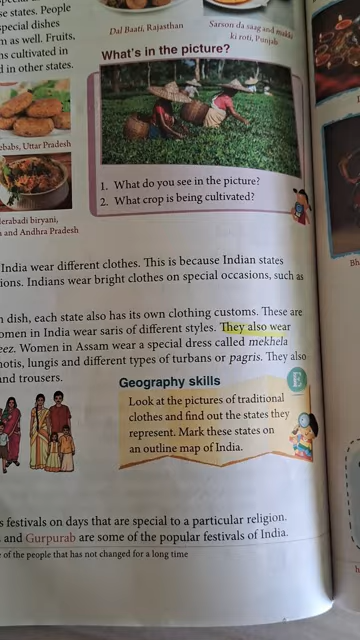 se states. People
special dishes
m as well. Fruits,
ns cultivated in
d in other states.
Dal Baati, Rajasthan
Sarson da saag and makki
ki roti, Punjab
ebabs, Uttar Pradesh
erabadi biryani,
and Andhra Pradesh
What's in the picture?
1. What do you see in the picture?
2. What crop is being cultivated?
India wear different clothes. This is because Indian states
ions. Indians wear bright clothes on special occasions, such as
n dish, each state also has its own clothing customs. These are
omen in India wear saris of different styles. They also wear
eez. Women in Assam wear a special dress called mekhela
hotis, lungis and different types of turbans or pagris. They also
and trousers.
Geography skills
E
Look at the pictures of traditional
clothes and find out the states they
represent. Mark these states on
an outline map of India.
s festivals on days that are special to a particular religion.
and Gurpurab are some of the popular festivals of India.
of the people that has not changed for a long time
Bh